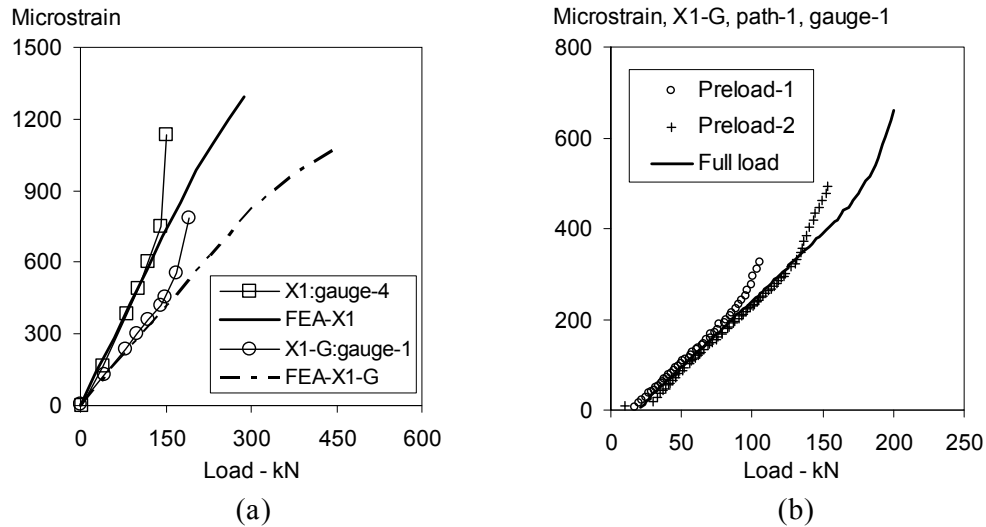 Microstrain
1500
1200
900
600
300
0
0 150 300 450 600
Load - kN
X1:gauge-4
FEA-X1
X1-G:gauge-1
FEA-X1-G
(a)
Microstrain, X1-G, path-1, gauge-1
800
600
400
200
0
0 50 100 150 200 250
Load - kN
Preload-1
Preload-2
Full load
(b)